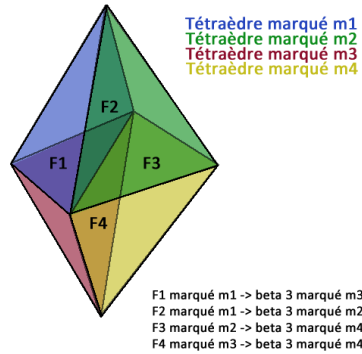 Tétraèdre marqué m1
Tétraèdre marqué m2
Tétraèdre marqué m3
Tétraèdre marqué m4
F2
F1
F3
F4
F1 marqué m1 -> beta 3 marqué m3
F2 marqué m1 -> beta 3 marqué m2
F3 marqué m2 -> beta 3 marqué m4
F4 marqué m3 -> beta 3 marqué m4